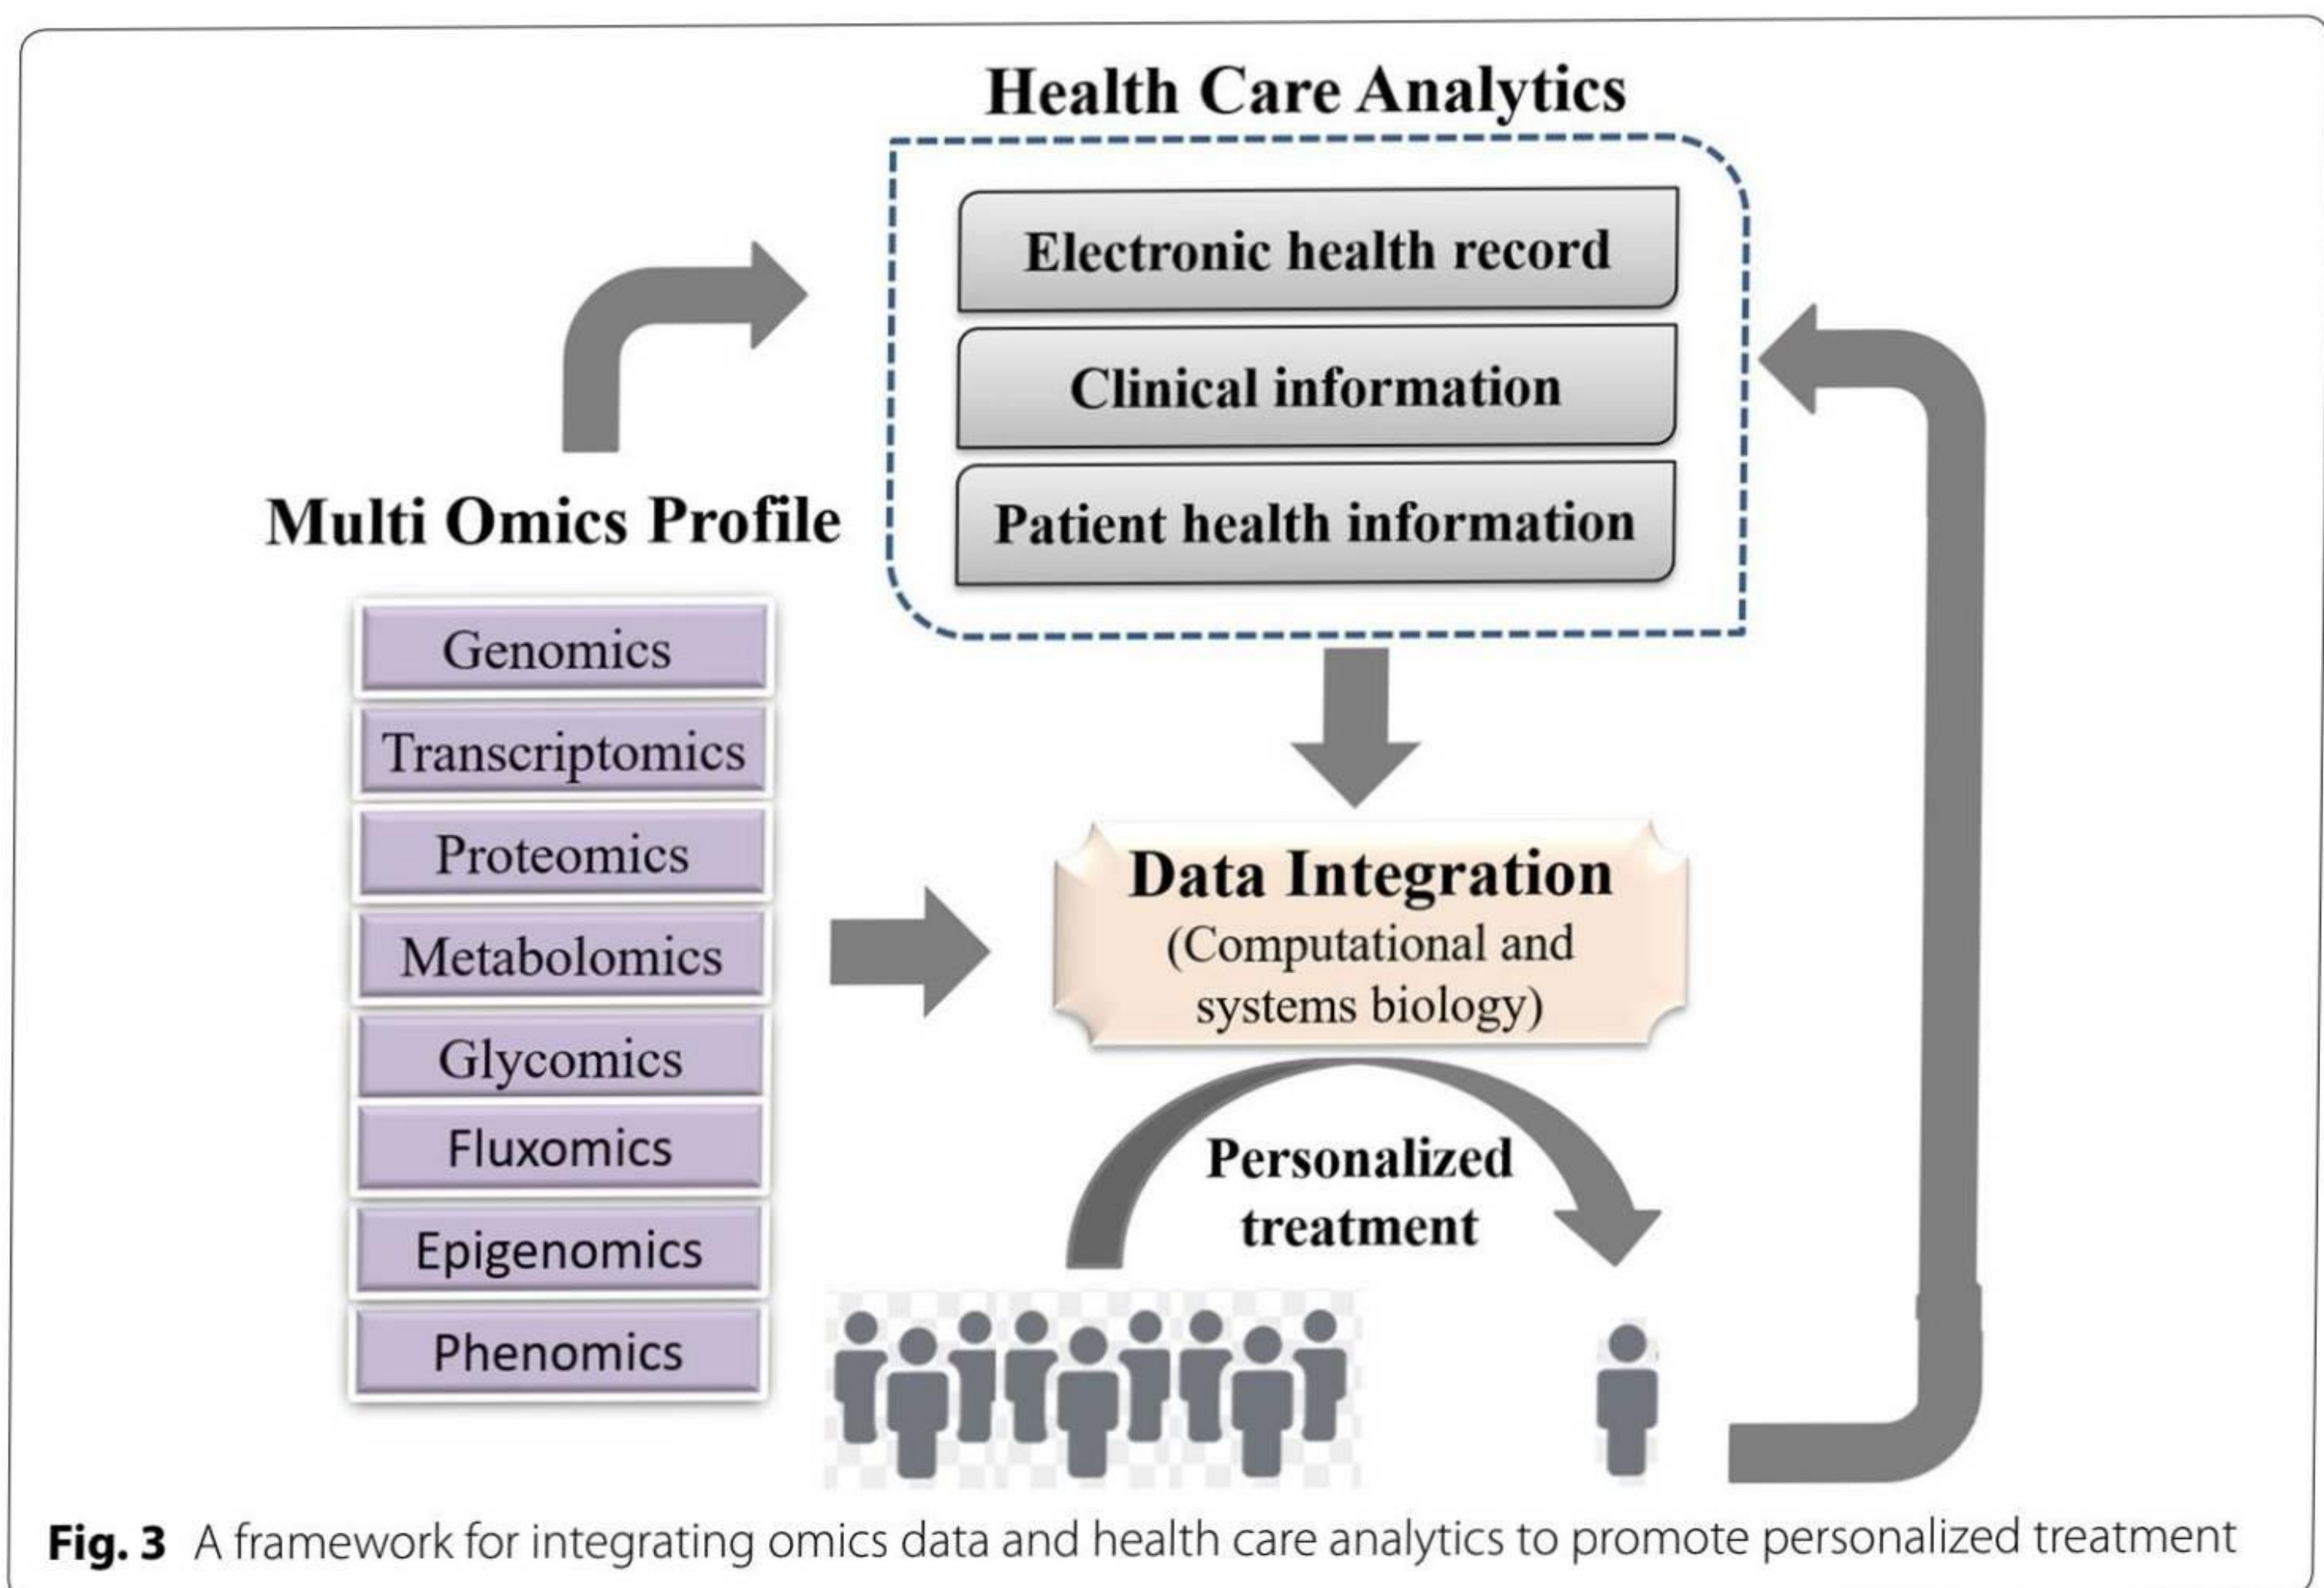 Health Care Analytics
Electronic health record
Clinical information
Patient health information
Multi Omics Profile
Genomics
Transcriptomics
Proteomics
Metabolomics
Glycomics
Fluxomics
Epigenomics
Phenomics
Data Integration
(Computational and
systems biology)
Personalized
treatment
Fig. 3 A framework for integrating omics data and health care analytics to promote personalized treatment